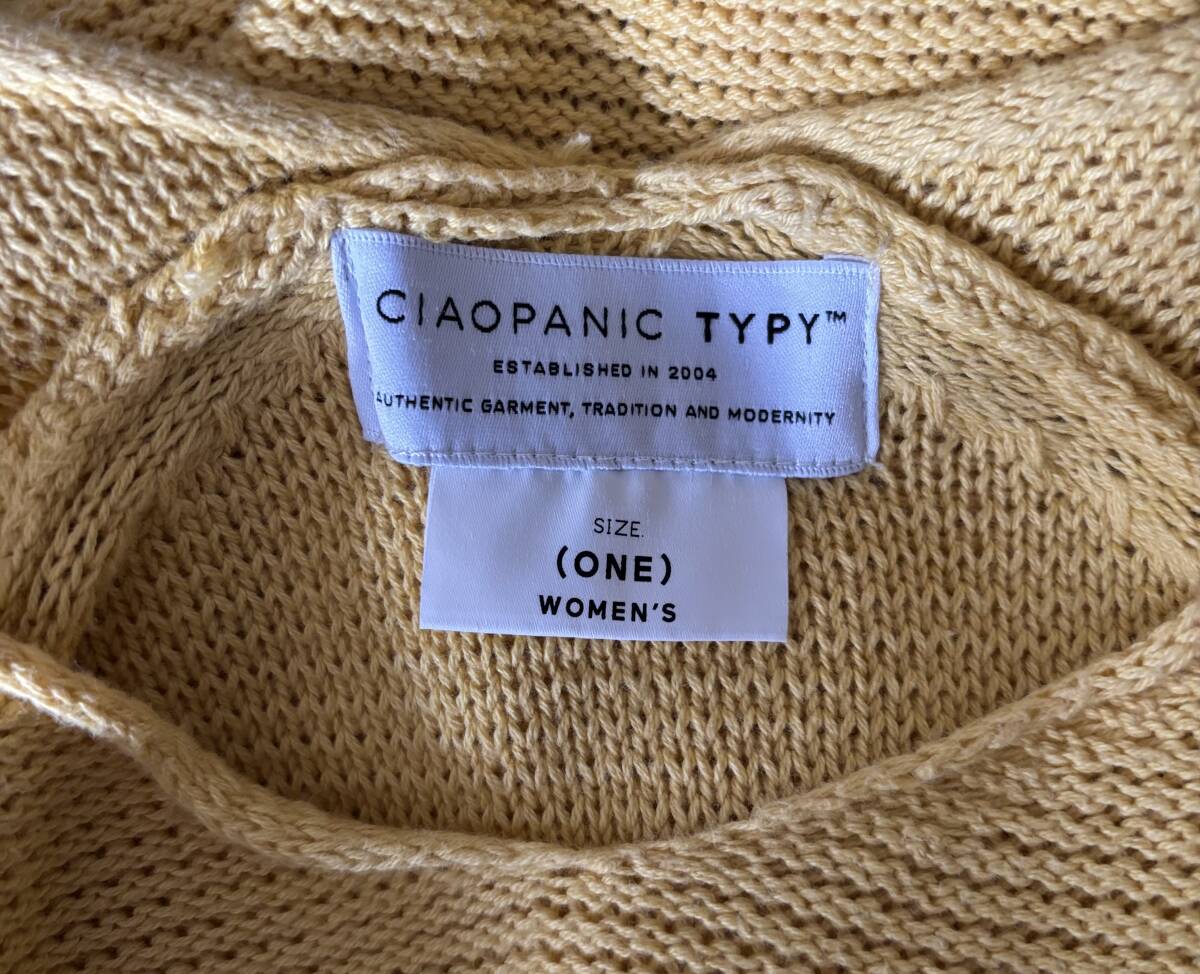 CIAOPANIC TYPY™
ESTABLISHED IN 2004
AUTHENTIC GARMENT, TRADITION AND MODERNITY
SIZE.
(ONE)
WOMEN'S